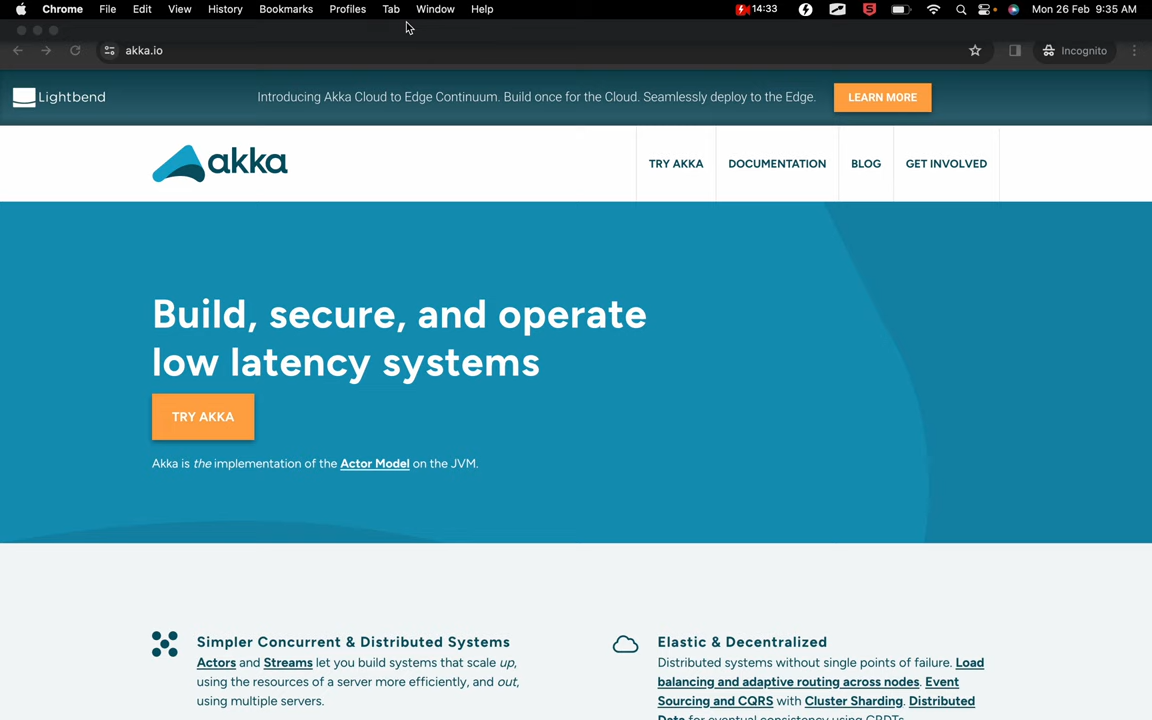 Chrome File Edit View History Bookmarks Profiles Tab Window Help 14:33 Mon 26 Feb 9:35 AM
akka.io Incognito
Lightbend Introducing Akka Cloud to Edge Continuum. Build once for the Cloud. Seamlessly deploy to the Edge. LEARN MORE
akka TRY AKKA DOCUMENTATION BLOG GET INVOLVED
Build, secure, and operate
low latency systems
TRY AKKA
Akka is the implementation of the Actor Model on the JVM.
Simpler Concurrent & Distributed Systems
Actors and Streams let you build systems that scale up,
using the resources of a server more efficiently, and out,
using multiple servers.
Elastic & Decentralized
Distributed systems without single points of failure. Load
balancing and adaptive routing across nodes. Event
Sourcing and CQRS with Cluster Sharding. Distributed
Data for eventual consistency using CRDTs.